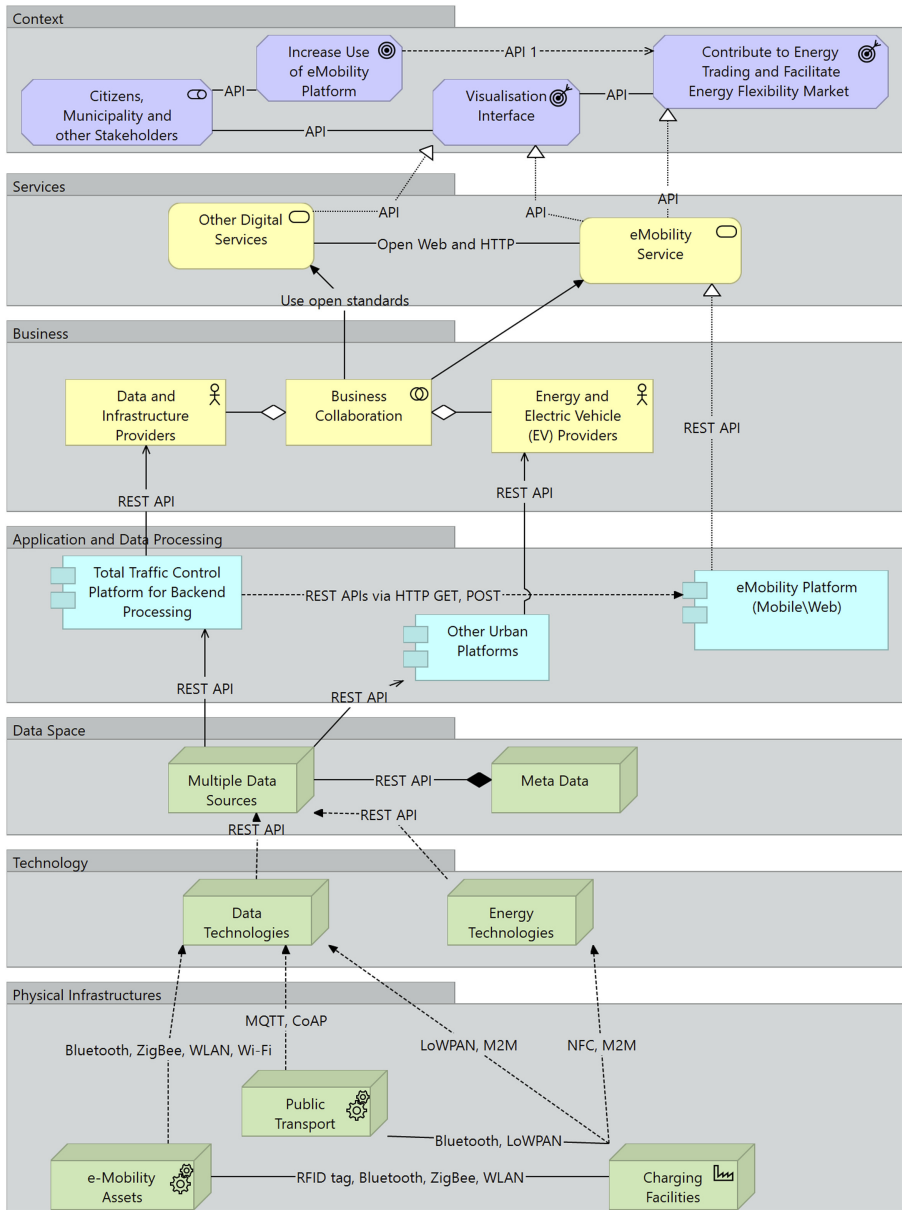 Context
Increase Use
of eMobility
Platform
API 1
Contribute to Energy
Trading and Facilitate
Energy Flexibility Market
Citizens,
Municipality and
other Stakeholders
API
Visualisation
Interface
API
API
Services
API
API
API
Other Digital
Services
Open Web and HTTP
eMobility
Service
Use open standards
Business
Data and
Infrastructure
Providers
Business
Collaboration
Energy and
Electric Vehicle
(EV) Providers
REST API
REST API
REST API
Application and Data Processing
Total Traffic Control
Platform for Backend
Processing
REST APIs via HTTP GET, POST
eMobility Platform
(Mobile\Web)
Other Urban
Platforms
REST API
REST API
Data Space
Multiple Data
Sources
REST API
Meta Data
REST API
REST API
Technology
Data
Technologies
Energy
Technologies
Physical Infrastructures
MQTT, CoAP
Bluetooth, ZigBee, WLAN, Wi-Fi
LoWPAN, M2M
NFC, M2M
Public
Transport
Bluetooth, LoWPAN
e-Mobility
Assets
RFID tag, Bluetooth, ZigBee, WLAN
Charging
Facilities